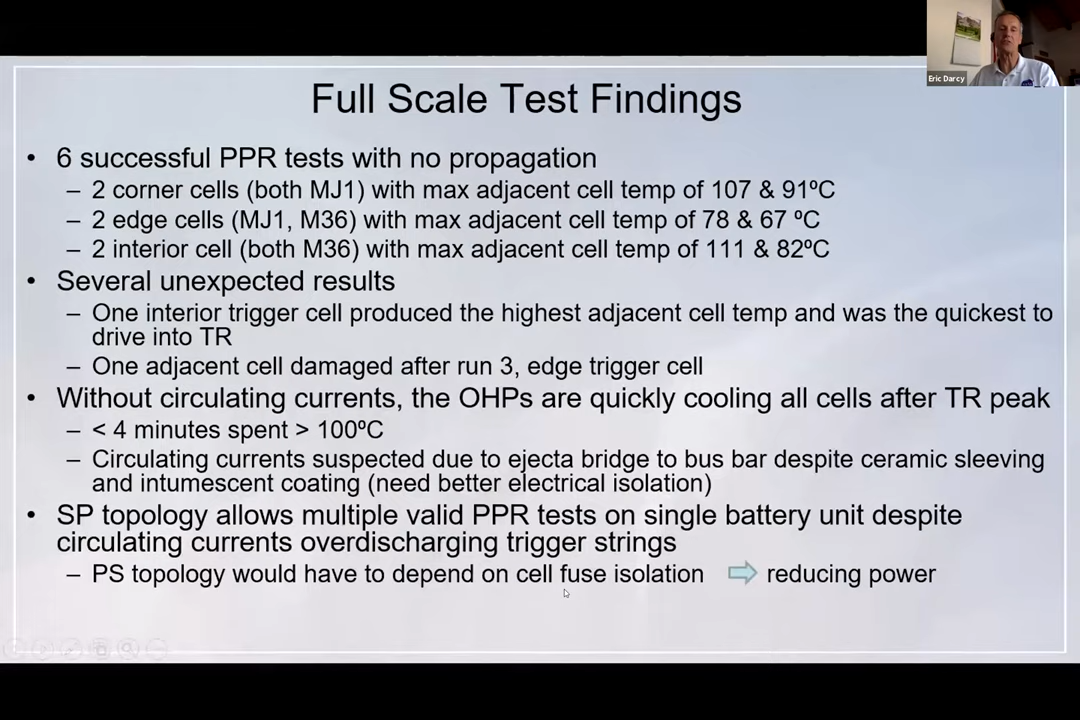 Eric Darcy
Full Scale Test Findings
• 6 successful PPR tests with no propagation
– 2 corner cells (both MJ1) with max adjacent cell temp of 107 & 91ºC
– 2 edge cells (MJ1, M36) with max adjacent cell temp of 78 & 67 ºC
– 2 interior cell (both M36) with max adjacent cell temp of 111 & 82ºC
• Several unexpected results
– One interior trigger cell produced the highest adjacent cell temp and was the quickest to
drive into TR
– One adjacent cell damaged after run 3, edge trigger cell
• Without circulating currents, the OHPs are quickly cooling all cells after TR peak
– < 4 minutes spent > 100ºC
– Circulating currents suspected due to ejecta bridge to bus bar despite ceramic sleeving
and intumescent coating (need better electrical isolation)
• SP topology allows multiple valid PPR tests on single battery unit despite
circulating currents overdischarging trigger strings
– PS topology would have to depend on cell fuse isolation ⇨ reducing power